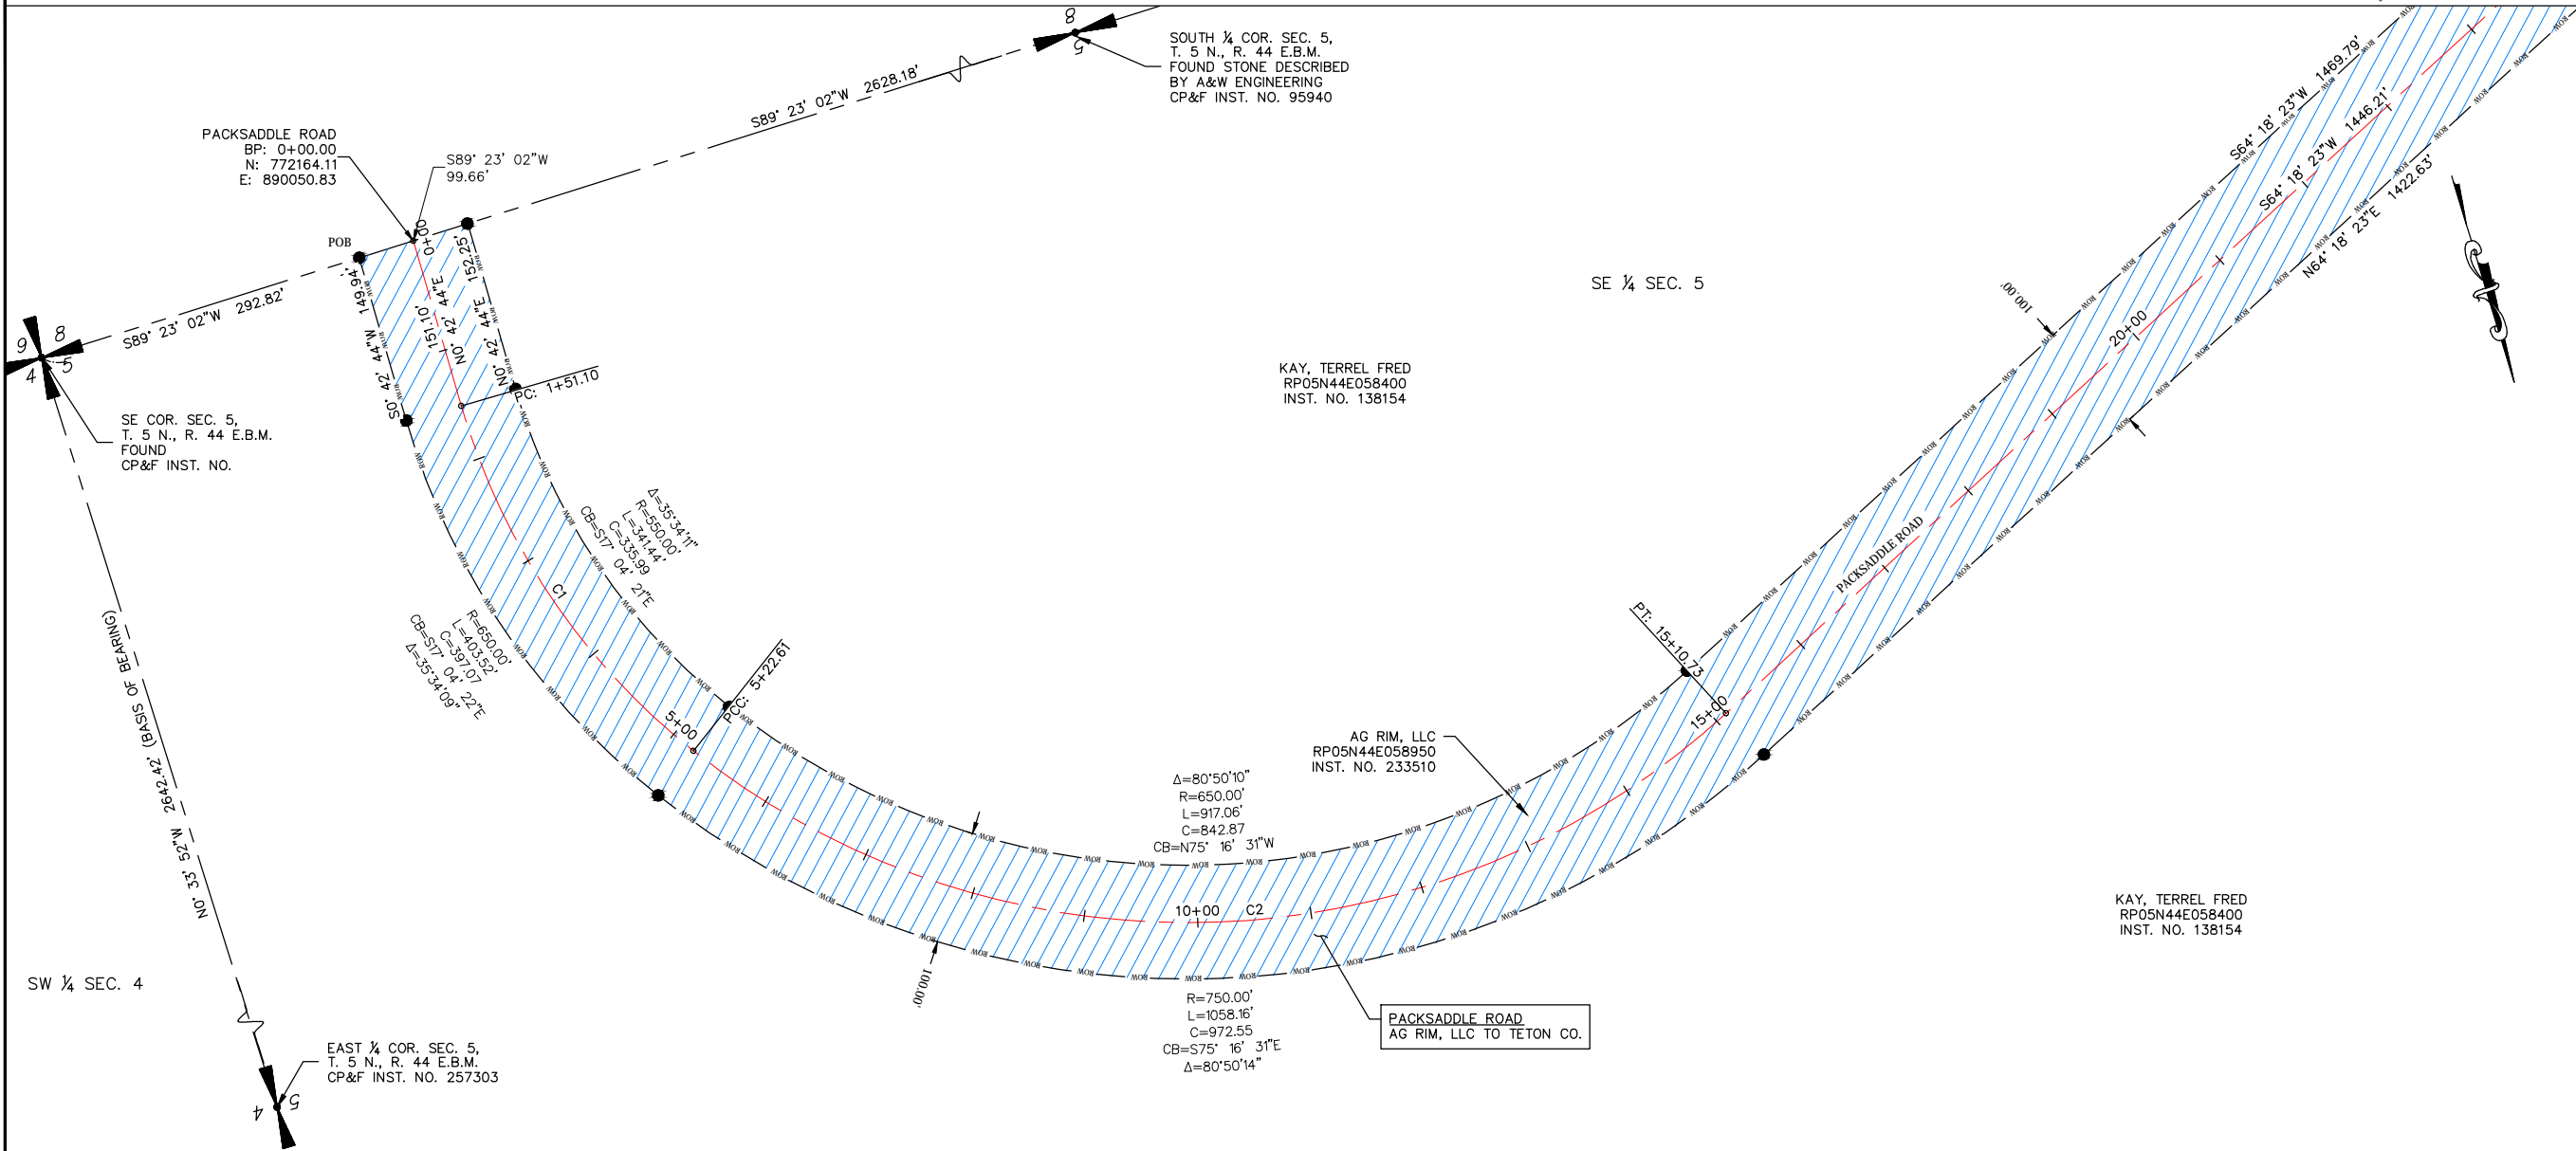 8
5
SOUTH ¼ COR. SEC. 5,
T. 5 N., R. 44 E.B.M.
FOUND STONE DESCRIBED
BY A&W ENGINEERING
CP&F INST. NO. 95940
S89° 23' 02"W 2628.18'
PACKSADDLE ROAD
BP: 0+00.00
N: 772164.11
E: 890050.83
S89° 23' 02"W
99.66'
POB
0+00
S89° 23' 02"W 292.82'
9
8
4
5
SE COR. SEC. 5,
T. 5 N., R. 44 E.B.M.
FOUND
CP&F INST. NO.
S0° 42' 44"W 149.94'
N0° 42' 44"E
151.10'
N0° 42' 44"E 152.25'
PC: 1+51.10
Δ=35°34'11"
R=550.00'
L=341.44'
C=335.99
CB=S17° 04' 21"E
C1
R=650.00'
L=403.52'
C=397.07
CB=S17° 04' 22"E
Δ=35°34'09"
5+00
PCC: 5+22.61
N0° 33' 52"W 2642.42' (BASIS OF BEARING)
SW ¼ SEC. 4
EAST ¼ COR. SEC. 5,
T. 5 N., R. 44 E.B.M.
CP&F INST. NO. 257303
4
5
100.00'
Δ=80°50'10"
R=650.00'
L=917.06'
C=842.87
CB=N75° 16' 31"W
10+00
C2
R=750.00'
L=1058.16'
C=972.55
CB=S75° 16' 31"E
Δ=80°50'14"
AG RIM, LLC
RP05N44E058950
INST. NO. 233510
PACKSADDLE ROAD
AG RIM, LLC TO TETON CO.
PT: 15+10.73
15+00
PACKSADDLE ROAD
20+00
100.00'
SE ¼ SEC. 5
KAY, TERREL FRED
RP05N44E058400
INST. NO. 138154
S64° 18' 23"W 1469.79'
S64° 18' 23"W 1446.21'
N64° 18' 23"E 1422.63'
KAY, TERREL FRED
RP05N44E058400
INST. NO. 138154
ROW